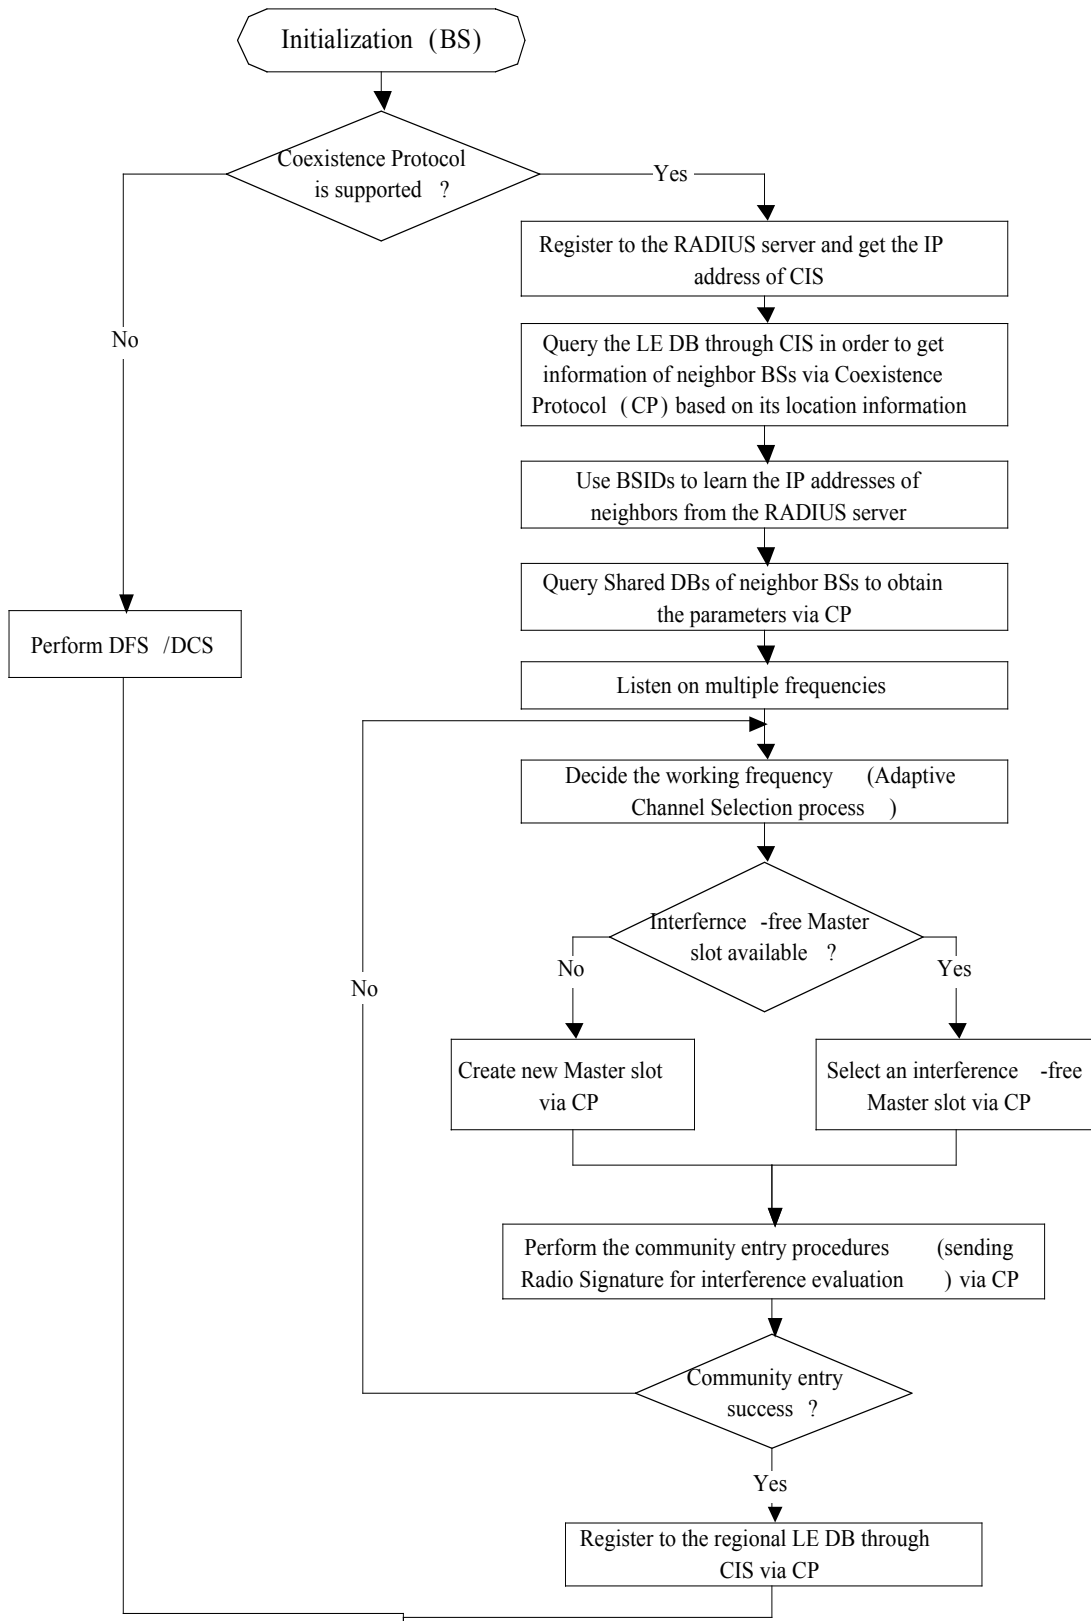 Initialization (BS)
Coexistence Protocol
is supported ?
Yes
Register to the RADIUS server and get the IP
address of CIS
No
Query the LE DB through CIS in order to get
information of neighbor BSs via Coexistence
Protocol (CP) based on its location information
Use BSIDs to learn the IP addresses of
neighbors from the RADIUS server
Query Shared DBs of neighbor BSs to obtain
the parameters via CP
Perform DFS /DCS
Listen on multiple frequencies
Decide the working frequency (Adaptive
Channel Selection process )
Interfernce -free Master
slot available ?
No
Yes
No
Create new Master slot
via CP
Select an interference -free
Master slot via CP
Perform the community entry procedures (sending
Radio Signature for interference evaluation ) via CP
Community entry
success ?
Yes
Register to the regional LE DB through
CIS via CP